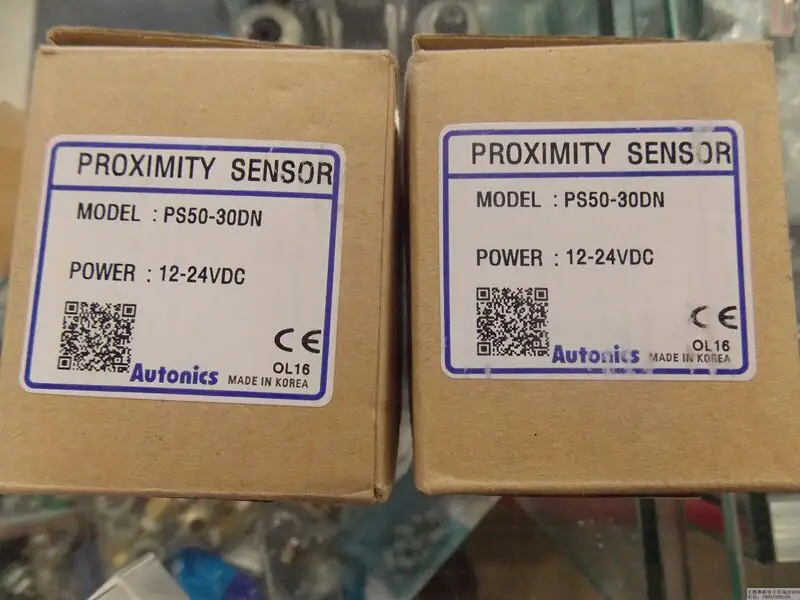 PROXIMITY SENSOR
MODEL : PS50-30DN
POWER : 12-24VDC
CE
OL16
Autonics MADE IN KOREA
PROXIMITY SENSOR
MODEL : PS50-30DN
POWER : 12-24VDC
CE
OL16
Autonics MADE IN KOREA